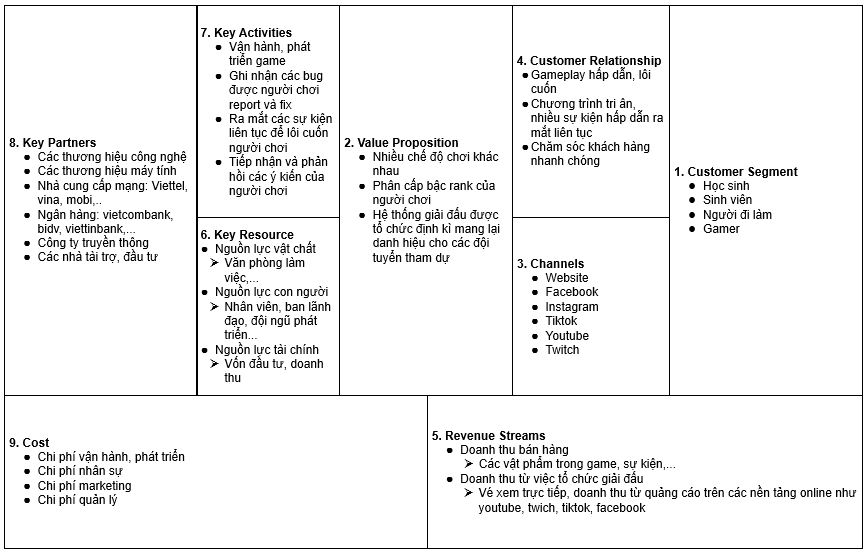 8. Key Partners
● Các thương hiệu công nghệ
● Các thương hiệu máy tính
● Nhà cung cấp mạng: Viettel,
vina, mobi,..
● Ngân hàng: vietcombank,
bidv, viettinbank,...
● Công ty truyền thông
● Các nhà tài trợ, đầu tư
7. Key Activities
● Vận hành, phát
triển game
● Ghi nhận các bug
được người chơi
report và fix
● Ra mắt các sự kiện
liên tục để lôi cuốn
người chơi
● Tiếp nhận và phản
hồi các ý kiến của
người chơi
6. Key Resource
● Nguồn lực vật chất
➤ Văn phòng làm
việc,...
● Nguồn lực con người
➤ Nhân viên, ban lãnh
đạo, đội ngũ phát
triển...
● Nguồn lực tài chính
➤ Vốn đầu tư, doanh
thu
2. Value Proposition
● Nhiều chế độ chơi khác
nhau
● Phân cấp bậc rank của
người chơi
● Hệ thống giải đấu được
tổ chức định kì mang lại
danh hiệu cho các đội
tuyển tham dự
4. Customer Relationship
● Gameplay hấp dẫn, lôi
cuốn
● Chương trình tri ân,
nhiều sự kiện hấp dẫn ra
mắt liên tục
● Chăm sóc khách hàng
nhanh chóng
3. Channels
● Website
● Facebook
● Instagram
● Tiktok
● Youtube
● Twitch
1. Customer Segment
● Học sinh
● Sinh viên
● Người đi làm
● Gamer
9. Cost
● Chi phí vận hành, phát triển
● Chi phí nhân sự
● Chi phí marketing
● Chi phí quản lý
5. Revenue Streams
● Doanh thu bán hàng
➤ Các vật phẩm trong game, sự kiện,...
● Doanh thu từ việc tổ chức giải đấu
➤ Vé xem trực tiếp, doanh thu từ quảng cáo trên các nền tảng online như
youtube, twich, tiktok, facebook